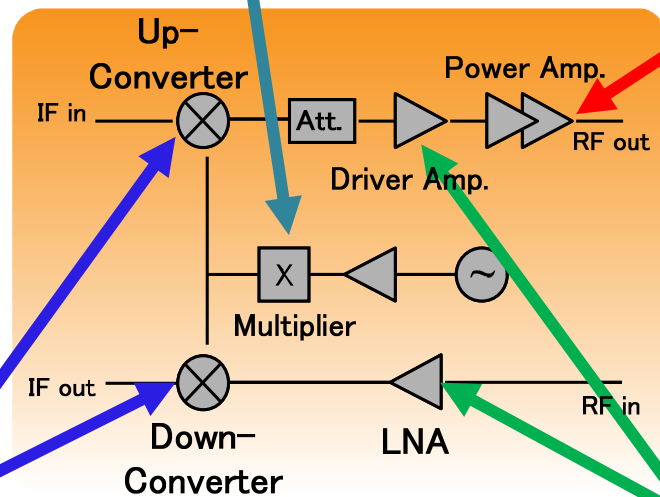 Up-
Converter
Power Amp.
IF in
Att.
RF out
Driver Amp.
X
~
Multiplier
IF out
RF in
Down-
Converter
LNA